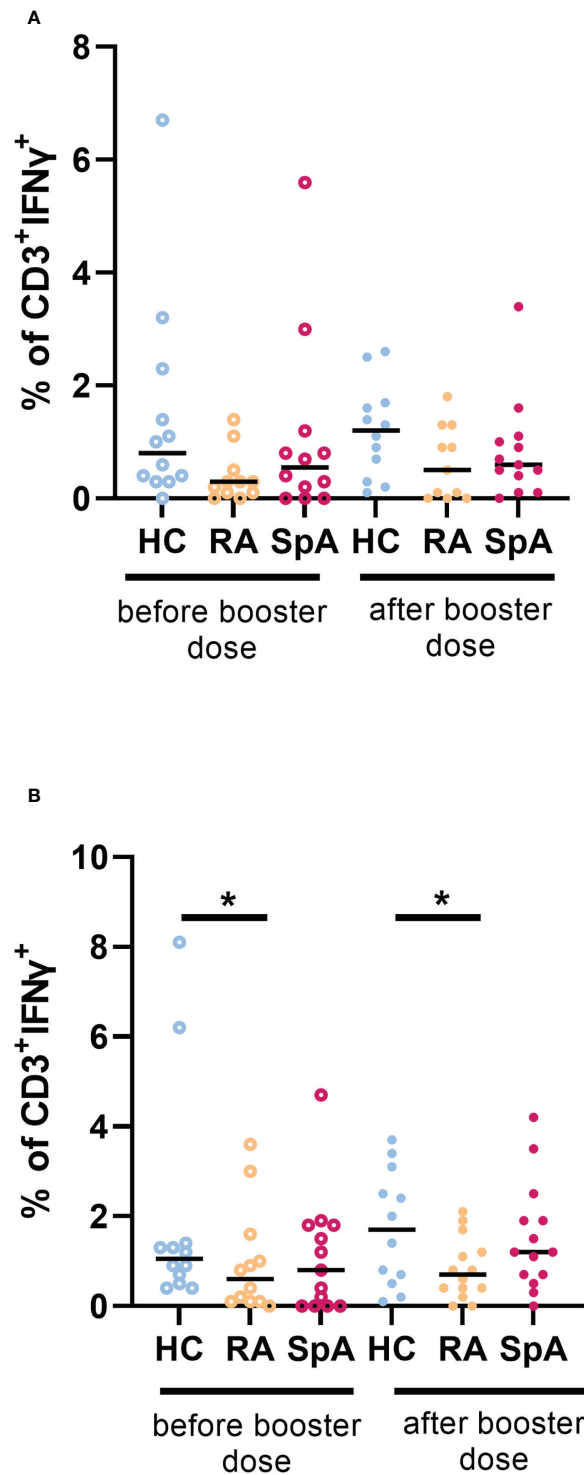 A
8
6
4
2
0
% of CD3⁺IFNγ⁺
HC RA SpA HC RA SpA
before booster dose
after booster dose
B
* *
10
8
6
4
2
0
% of CD3⁺IFNγ⁺
HC RA SpA HC RA SpA
before booster dose
after booster dose